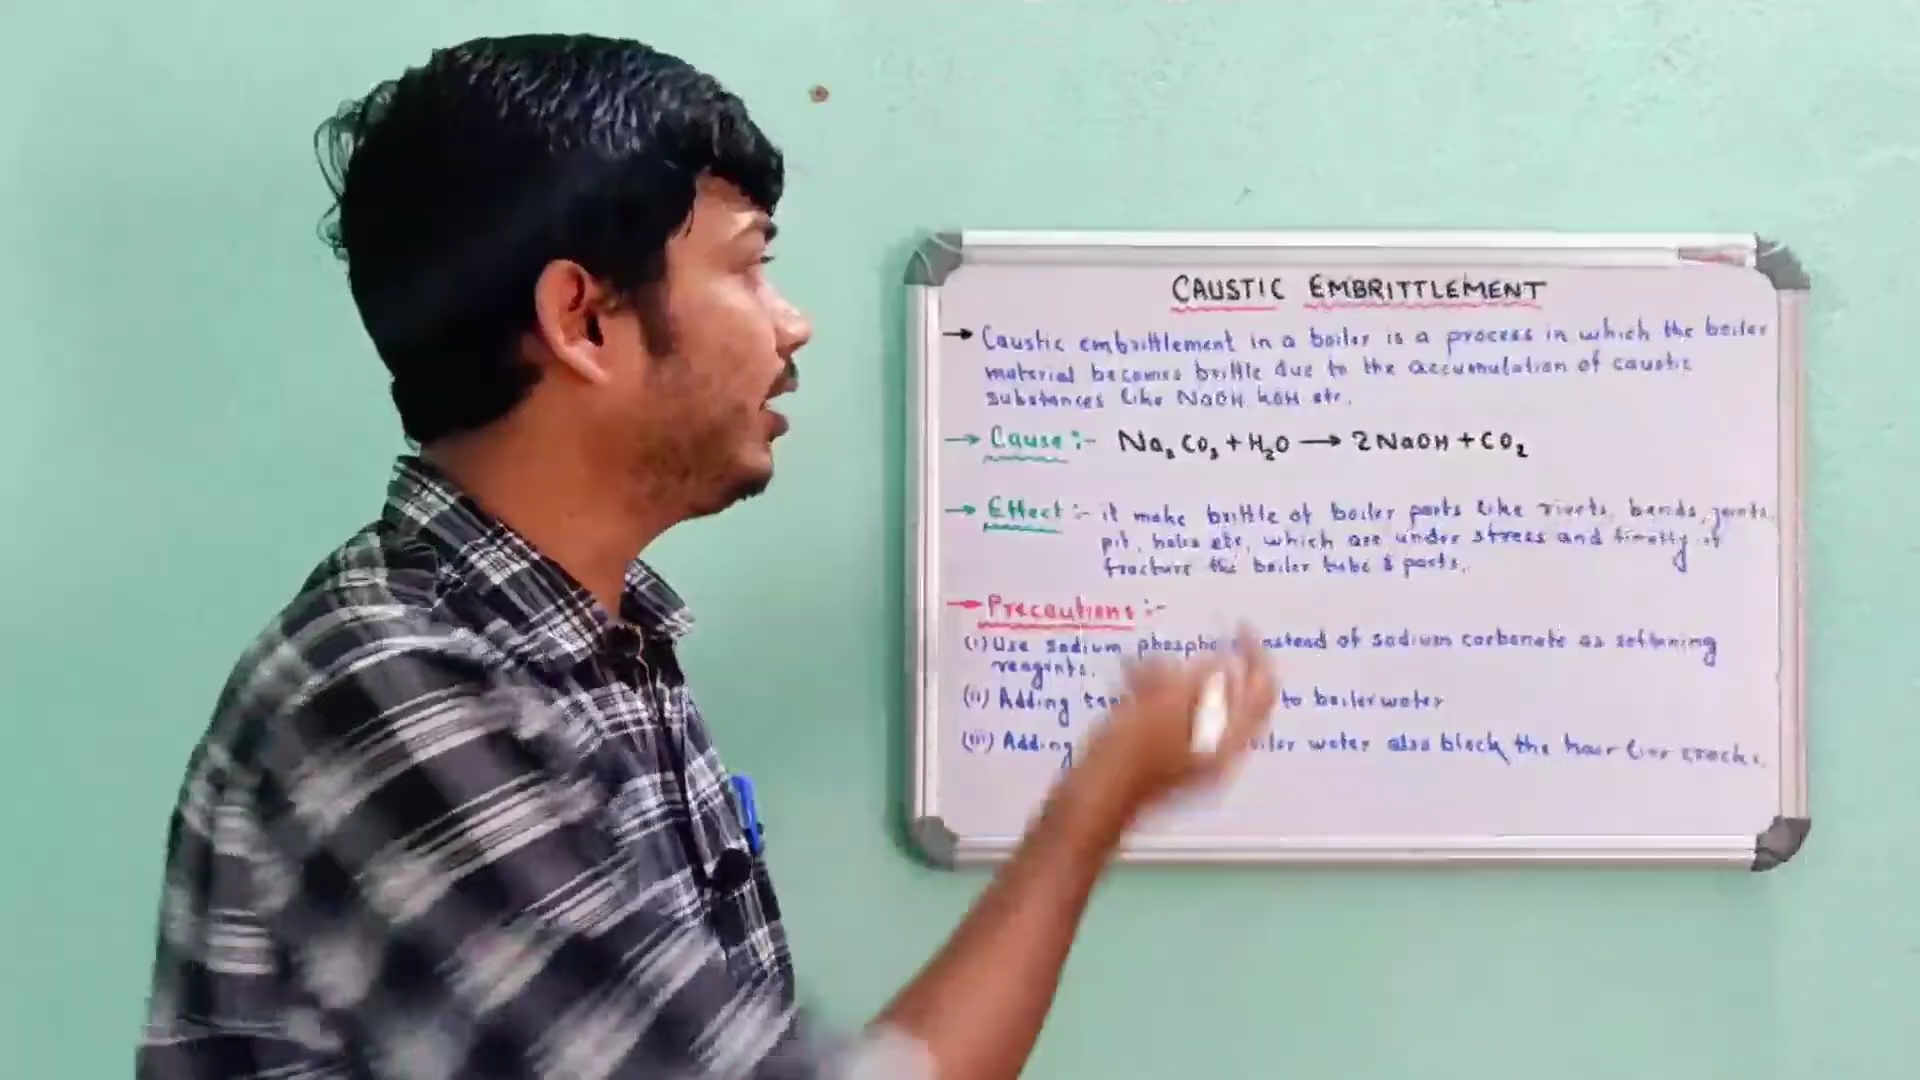 CAUSTIC EMBRITTLEMENT
→ Caustic embrittlement in a boiler is a process in which the boiler
material becomes brittle due to the accumulation of caustic
substances like NaOH, KOH etc.
→ Cause :- Na₂CO₃ + H₂O → 2NaOH + CO₂
→ Effect :- it make brittle of boiler parts like rivets, bends, joints,
pit, holes etc, which are under stress and finally it
fracture the boiler tube & parts.
→ Precautions :-
(i) Use sodium phospha instead of sodium carbonate as softening
reagents.
(ii) Adding to boiler water
(iii) Adding boiler water also block the hair line cracks.